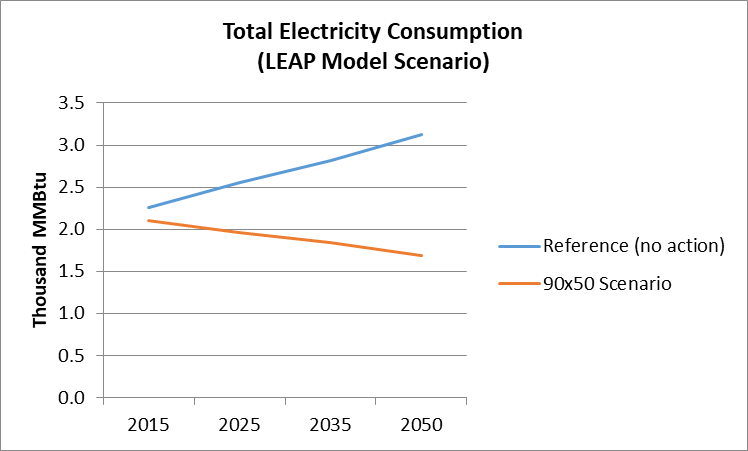 Total Electricity Consumption
(LEAP Model Scenario)
Thousand MMBtu
3.5
3.0
2.5
2.0
1.5
1.0
0.5
0.0
2015 2025 2035 2050
Reference (no action)
90x50 Scenario